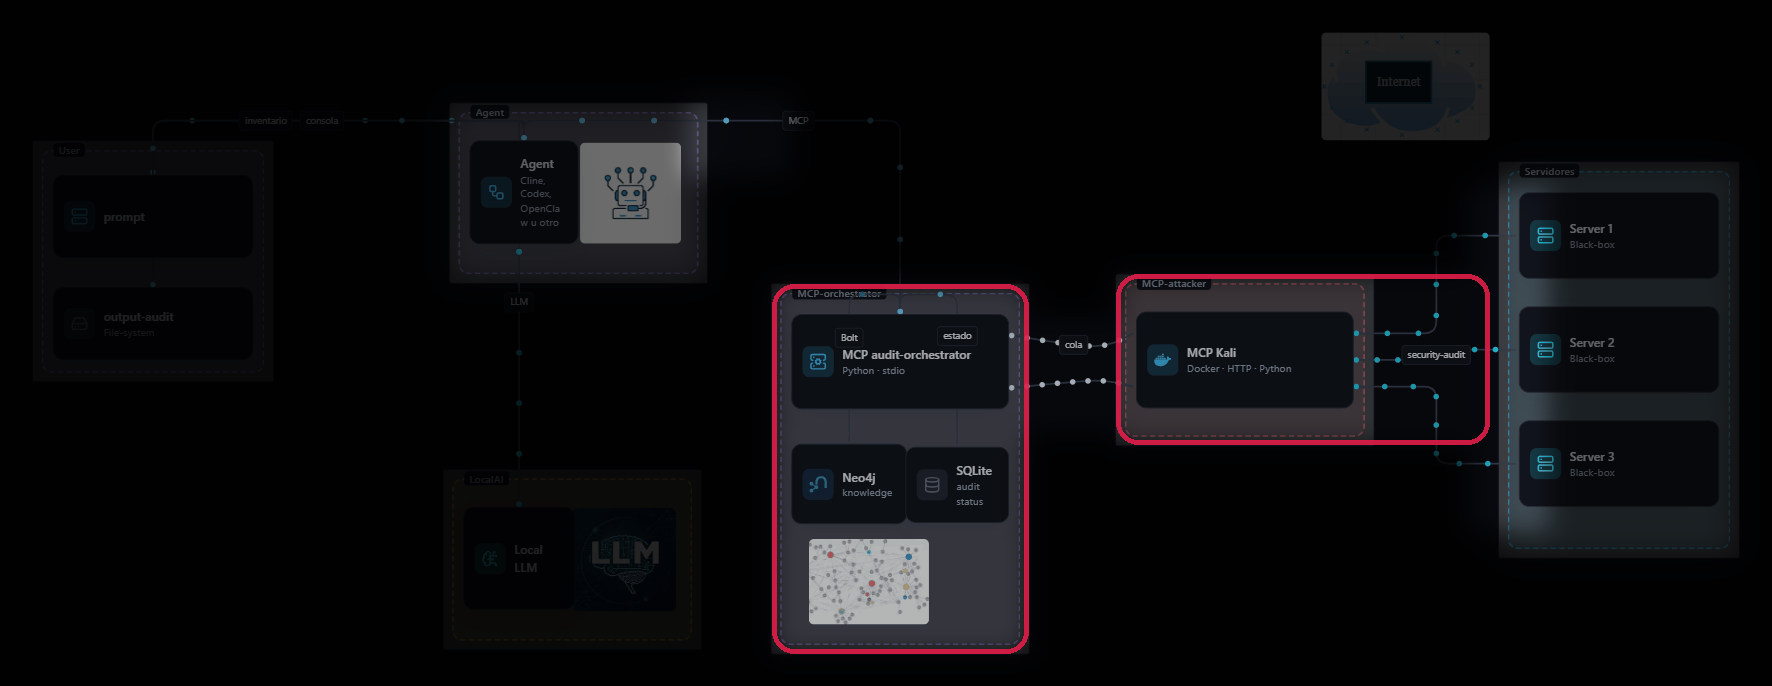 Internet
Agent
inventario
consola
MCP
User
Agent
Cline,
Codex,
OpenCla
w u otro
prompt
output-audit
File-system
LLM
LocalAI
Local
LLM
LLM
MCP-orchestrator
Bolt
estado
MCP audit-orchestrator
Python · stdio
Neo4j
knowledge
SQLite
audit
status
cola
MCP-attacker
MCP Kali
Docker · HTTP · Python
security-audit
Servidores
Server 1
Black-box
Server 2
Black-box
Server 3
Black-box